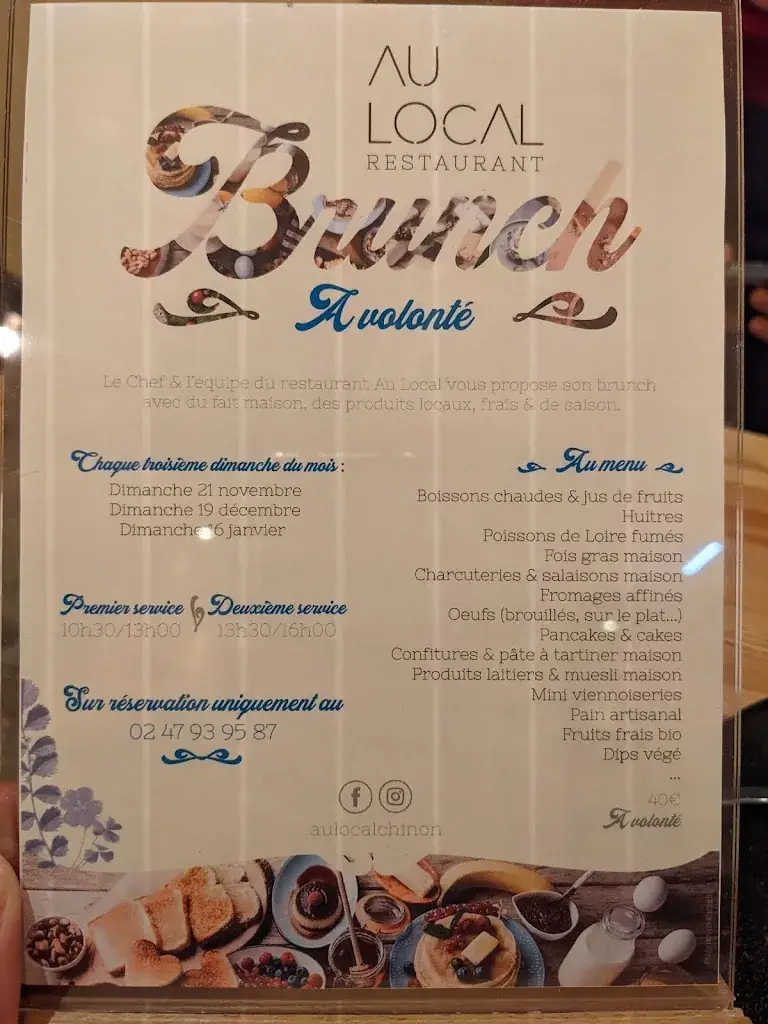 AU
LOCAL
RESTAURANT
Brunch
A volonté
Le Chef & l'équipe du restaurant Au Local vous propose son brunch
avec du fait maison, des produits locaux, frais & de saison.
Chaque troisième dimanche du mois :
Dimanche 21 novembre
Dimanche 19 décembre
Dimanche 16 janvier
Premier service
10h30/13h00
Deuxième service
13h30/16h00
Sur réservation uniquement au
02 47 93 95 87
Au menu
Boissons chaudes & jus de fruits
Huitres
Poissons de Loire fumés
Fois gras maison
Charcuteries & salaisons maison
Fromages affinés
Oeufs (brouillés, sur le plat...)
Pancakes & cakes
Confitures & pâte à tartiner maison
Produits laitiers & muesli maison
Mini viennoiseries
Pain artisanal
Fruits frais bio
Dips végé
...
40€
A volonté
aulocalchinon